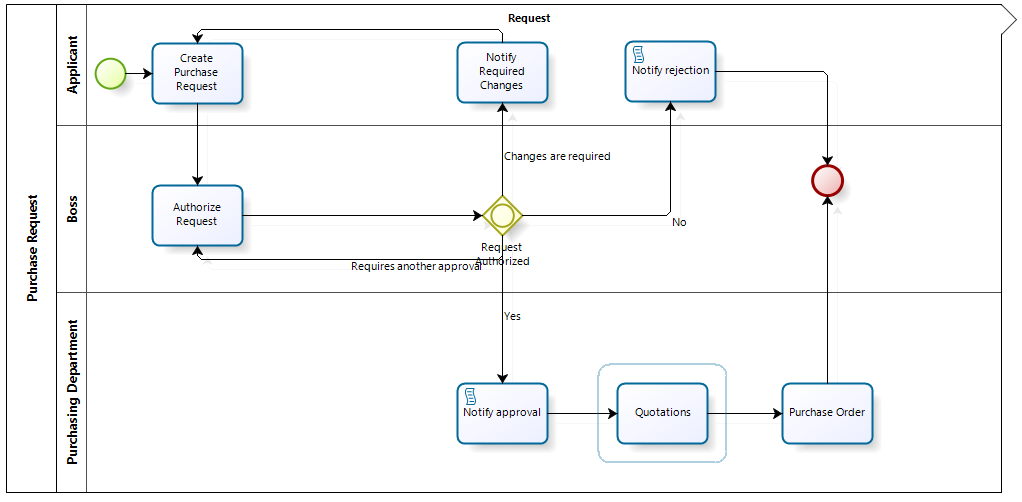 Request
Purchase Request
Applicant
Create
Purchase
Request
Notify
Required
Changes
Notify rejection
Boss
Changes are required
Authorize
Request
No
Request
Authorized
Requires another approval
Purchasing Department
Yes
Notify approval
Quotations
Purchase Order